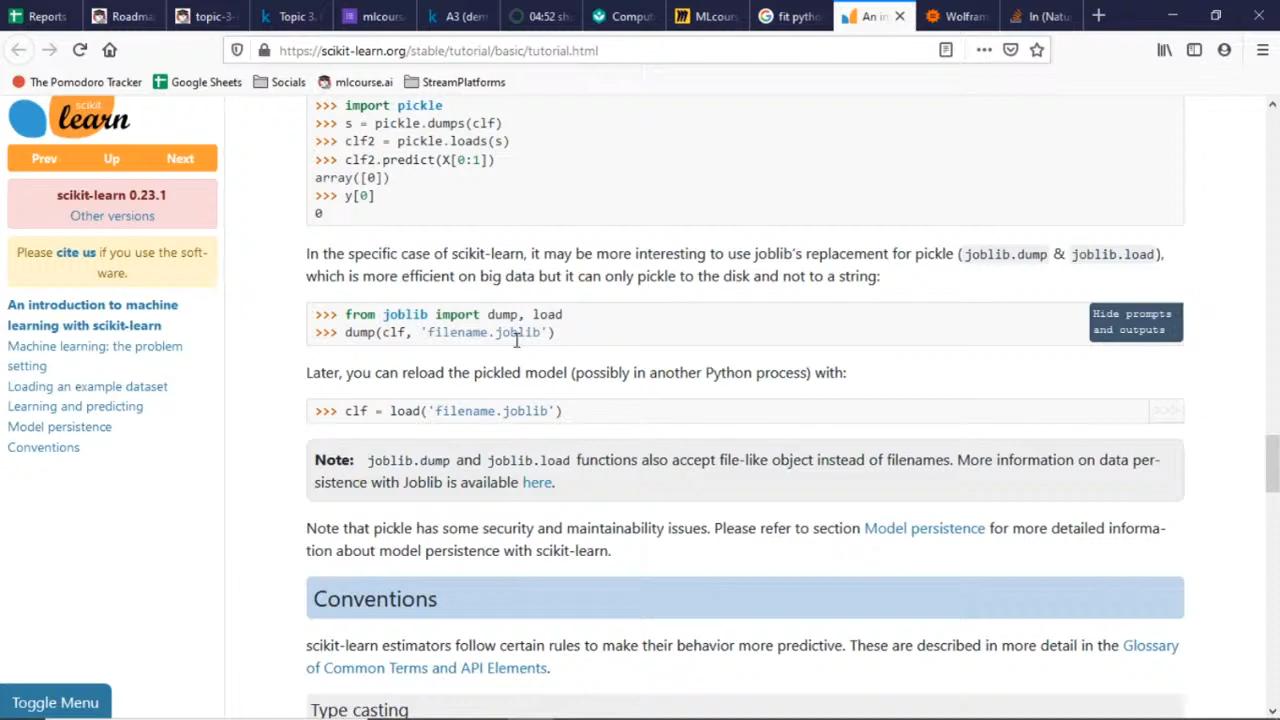 Reports
Roadma
topic-3-
Topic 3.
mlcours
A3 (dem
04:52 sh
Compu
MLcours
fit pytho
An in
Wolfram
In (Natu
https://scikit-learn.org/stable/tutorial/basic/tutorial.html
The Pomodoro Tracker
Google Sheets
Socials
mlcourse.ai
StreamPlatforms
scikit
learn
Prev Up Next
scikit-learn 0.23.1
Other versions
Please cite us if you use the soft-
ware.
An introduction to machine
learning with scikit-learn
Machine learning: the problem
setting
Loading an example dataset
Learning and predicting
Model persistence
Conventions
Toggle Menu
>>> import pickle
>>> s = pickle.dumps(clf)
>>> clf2 = pickle.loads(s)
>>> clf2.predict(X[0:1])
array([0])
>>> y[0]
0
In the specific case of scikit-learn, it may be more interesting to use joblib’s replacement for pickle (joblib.dump & joblib.load),
which is more efficient on big data but it can only pickle to the disk and not to a string:
>>> from joblib import dump, load
>>> dump(clf, 'filename.joblib')
Hide prompts
and outputs
Later, you can reload the pickled model (possibly in another Python process) with:
>>> clf = load('filename.joblib')
>>>
Note: joblib.dump and joblib.load functions also accept file-like object instead of filenames. More information on data per-
sistence with Joblib is available here.
Note that pickle has some security and maintainability issues. Please refer to section Model persistence for more detailed informa-
tion about model persistence with scikit-learn.
Conventions
scikit-learn estimators follow certain rules to make their behavior more predictive. These are described in more detail in the Glossary
of Common Terms and API Elements.
Type casting